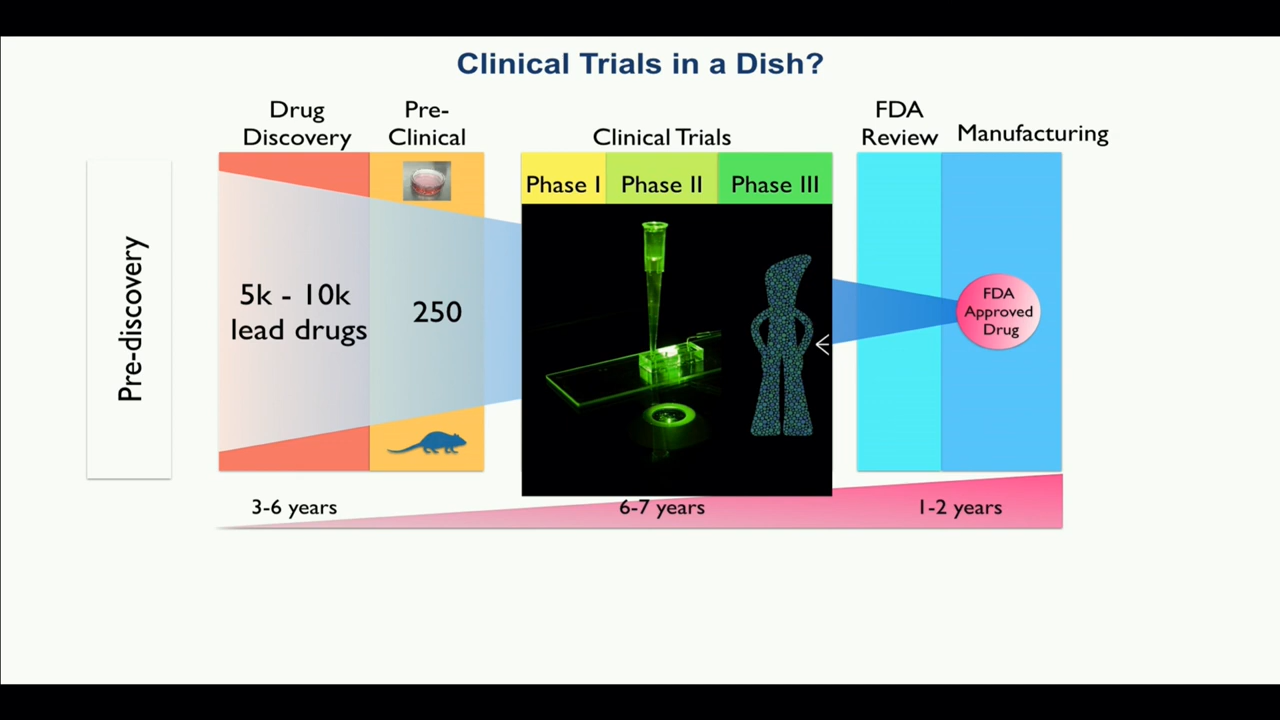 Clinical Trials in a Dish?
Drug
Discovery
Pre-
Clinical
Clinical Trials
FDA
Review
Manufacturing
Phase I
Phase II
Phase III
Pre-discovery
5k - 10k
lead drugs
250
FDA
Approved
Drug
3-6 years
6-7 years
1-2 years